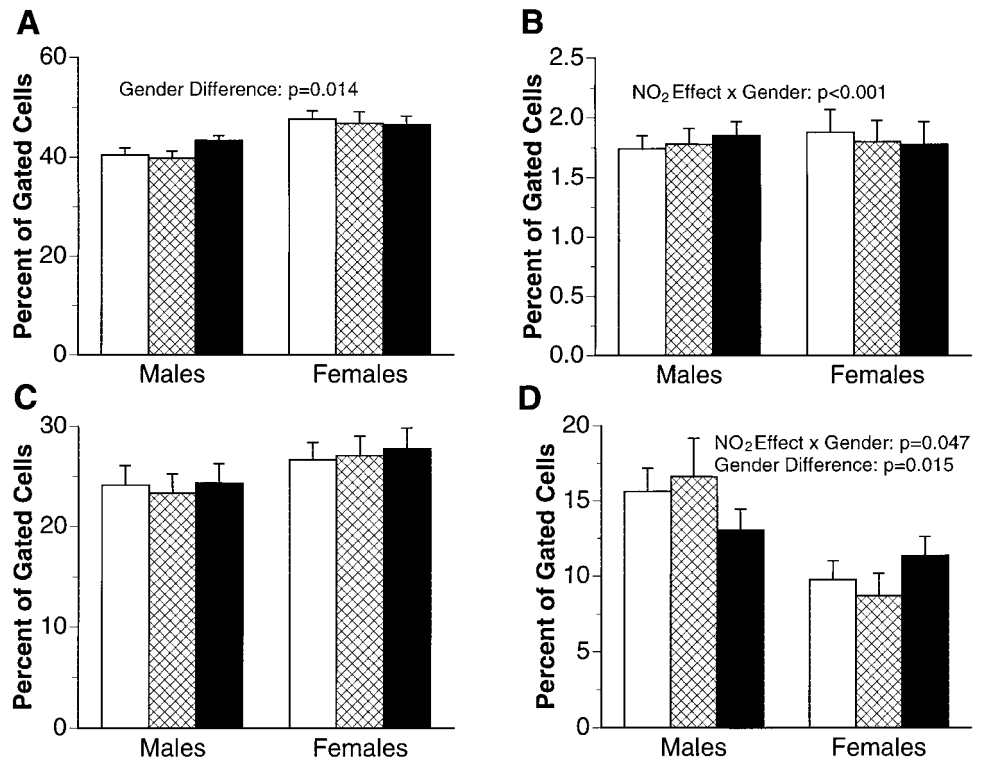 A
Percent of Gated Cells
60
40
20
0
Gender Difference: p=0.014
Males
Females
B
Percent of Gated Cells
2.5
2.0
1.5
1.0
0.5
0.0
NO₂ Effect x Gender: p<0.001
Males
Females
C
Percent of Gated Cells
30
20
10
0
Males
Females
D
Percent of Gated Cells
20
15
10
5
0
NO₂ Effect x Gender: p=0.047
Gender Difference: p=0.015
Males
Females